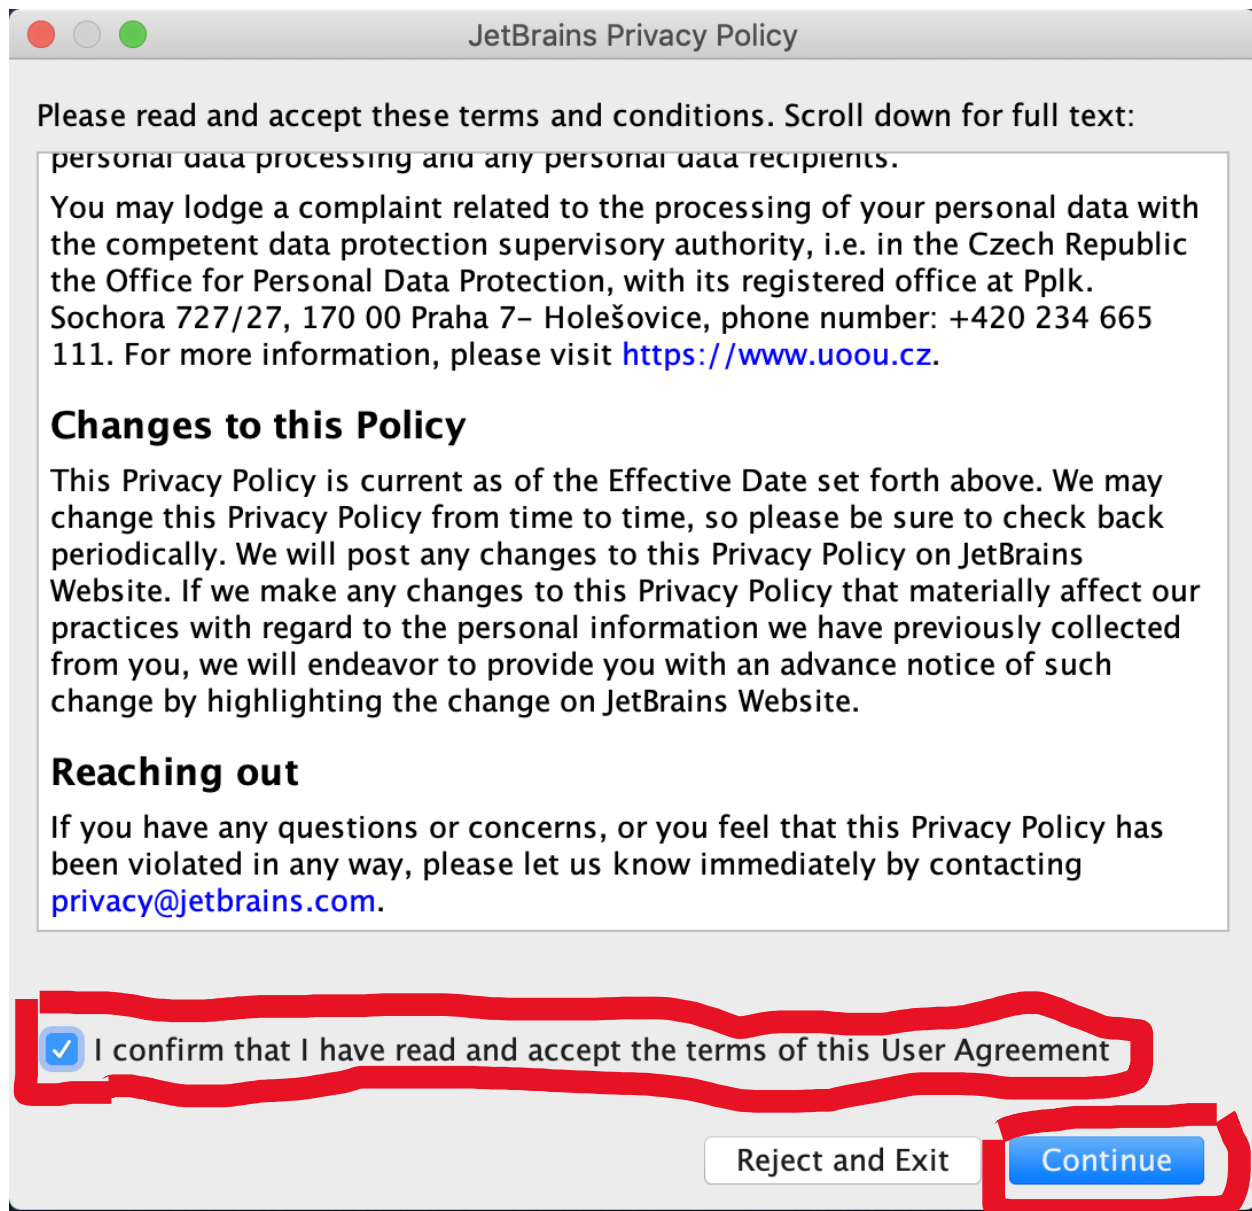 JetBrains Privacy Policy
Please read and accept these terms and conditions. Scroll down for full text:
personal data processing and any personal data recipients.
You may lodge a complaint related to the processing of your personal data with
the competent data protection supervisory authority, i.e. in the Czech Republic
the Office for Personal Data Protection, with its registered office at Pplk.
Sochora 727/27, 170 00 Praha 7– Holešovice, phone number: +420 234 665
111. For more information, please visit https://www.uoou.cz.
Changes to this Policy
This Privacy Policy is current as of the Effective Date set forth above. We may
change this Privacy Policy from time to time, so please be sure to check back
periodically. We will post any changes to this Privacy Policy on JetBrains
Website. If we make any changes to this Privacy Policy that materially affect our
practices with regard to the personal information we have previously collected
from you, we will endeavor to provide you with an advance notice of such
change by highlighting the change on JetBrains Website.
Reaching out
If you have any questions or concerns, or you feel that this Privacy Policy has
been violated in any way, please let us know immediately by contacting
privacy@jetbrains.com.
I confirm that I have read and accept the terms of this User Agreement
Reject and Exit
Continue